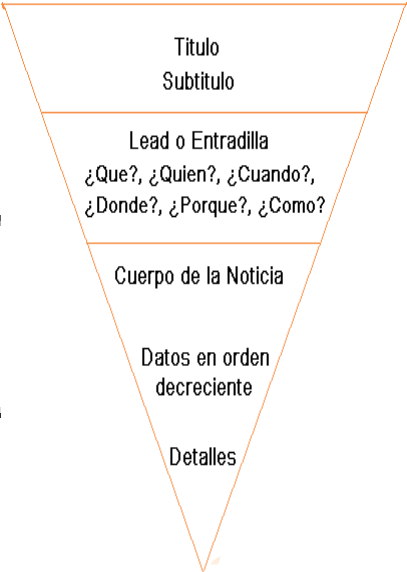 Titulo
Subtitulo
Lead o Entradilla
¿Que?, ¿Quien?, ¿Cuando?,
¿Donde?, ¿Porque?, ¿Como?
Cuerpo de la Noticia
Datos en orden
decreciente
Detalles